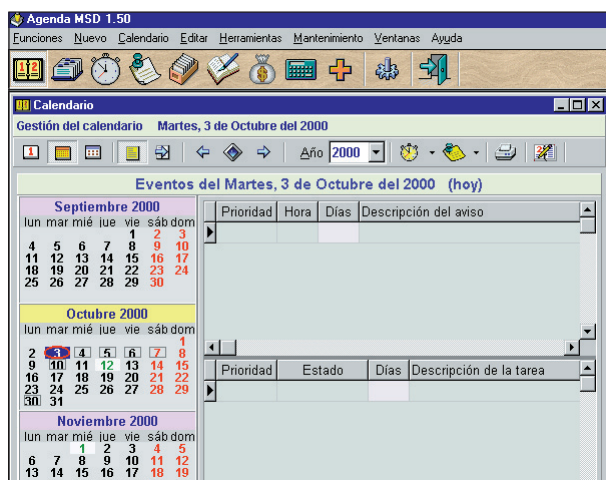 Agenda MSD 1.50
Funciones Nuevo Calendario Editar Herramientas Mantenimiento Ventanas Ayuda
Calendario
Gestión del calendario Martes, 3 de Octubre del 2000
Año 2000
Eventos del Martes, 3 de Octubre del 2000 (hoy)
Septiembre 2000
lun mar mié jue vie sáb dom
1 2 3
4 5 6 7 8 9 10
11 12 13 14 15 16 17
18 19 20 21 22 23 24
25 26 27 28 29 30
Octubre 2000
lun mar mié jue vie sáb dom
1
2 3 4 5 6 7 8
9 10 11 12 13 14 15
16 17 18 19 20 21 22
23 24 25 26 27 28 29
30 31
Noviembre 2000
lun mar mié jue vie sáb dom
1 2 3 4 5
6 7 8 9 10 11 12
13 14 15 16 17 18 19
Prioridad Hora Días Descripción del aviso
Prioridad Estado Días Descripción de la tarea